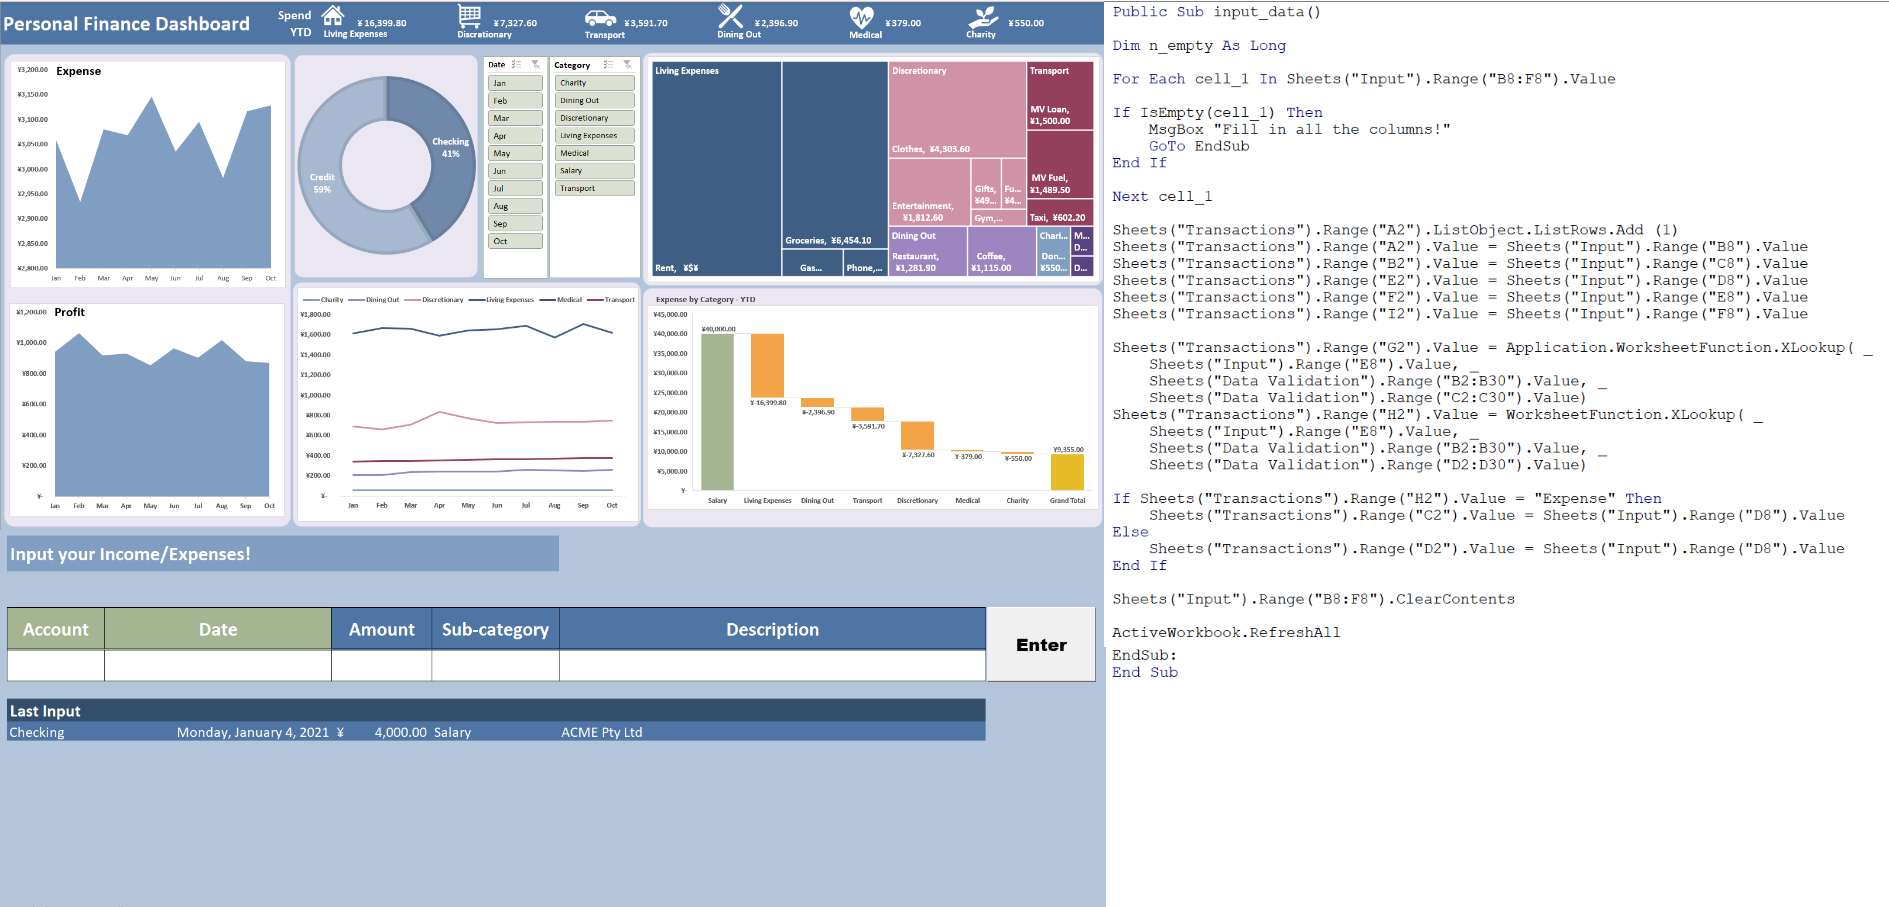 Personal Finance Dashboard
Spend
YTD
¥ 16,399.80
Living Expenses
¥ 7,327.60
Discretionary
¥ 3,591.70
Transport
¥ 2,396.90
Dining Out
¥ 379.00
Medical
¥ 550.00
Charity
Expense
¥3,200.00
¥3,150.00
¥3,100.00
¥3,050.00
¥3,000.00
¥2,950.00
¥2,900.00
¥2,850.00
¥2,800.00
Jan Feb Mar Apr May Jun Jul Aug Sep Oct
Profit
¥1,200.00
¥1,000.00
¥800.00
¥600.00
¥400.00
¥200.00
¥-
Jan Feb Mar Apr May Jun Jul Aug Sep Oct
Checking
41%
Credit
59%
Date
Jan
Feb
Mar
Apr
May
Jun
Jul
Aug
Sep
Oct
Category
Charity
Dining Out
Discretionary
Living Expenses
Medical
Salary
Transport
Charity Dining Out Discretionary Living Expenses Medical Transport
¥1,800.00
¥1,600.00
¥1,400.00
¥1,200.00
¥1,000.00
¥800.00
¥600.00
¥400.00
¥200.00
¥-
Jan Feb Mar Apr May Jun Jul Aug Sep Oct
Living Expenses
Rent, ¥$¥
Groceries, ¥6,454.10
Gas...
Phone,...
Discretionary
Clothes, ¥4,303.60
Entertainment,
¥1,812.60
Gifts,
¥49...
Fu...
¥4...
Gym,...
Transport
MV Loan,
¥1,500.00
MV Fuel,
¥1,489.50
Taxi, ¥602.20
Dining Out
Restaurant,
¥1,281.90
Coffee,
¥1,115.00
Chari...
Don...
¥550...
M...
D...
D...
Expense by Category - YTD
¥45,000.00
¥40,000.00
¥35,000.00
¥30,000.00
¥25,000.00
¥20,000.00
¥15,000.00
¥10,000.00
¥5,000.00
¥-
¥40,000.00
¥-16,399.80
¥-2,396.90
¥-3,591.70
¥-7,327.60
¥-379.00
¥-550.00
¥9,355.00
Salary Living Expenses Dining Out Transport Discretionary Medical Charity Grand Total
Input your Income/Expenses!
Account Date Amount Sub-category Description
Enter
Last Input
Checking Monday, January 4, 2021 ¥ 4,000.00 Salary ACME Pty Ltd
Public Sub input_data()
Dim n_empty As Long
For Each cell_1 In Sheets("Input").Range("B8:F8").Value
If IsEmpty(cell_1) Then
MsgBox "Fill in all the columns!"
GoTo EndSub
End If
Next cell_1
Sheets("Transactions").Range("A2").ListObject.ListRows.Add (1)
Sheets("Transactions").Range("A2").Value = Sheets("Input").Range("B8").Value
Sheets("Transactions").Range("B2").Value = Sheets("Input").Range("C8").Value
Sheets("Transactions").Range("E2").Value = Sheets("Input").Range("D8").Value
Sheets("Transactions").Range("F2").Value = Sheets("Input").Range("E8").Value
Sheets("Transactions").Range("I2").Value = Sheets("Input").Range("F8").Value
Sheets("Transactions").Range("G2").Value = Application.WorksheetFunction.XLookup( _
Sheets("Input").Range("E8").Value, _
Sheets("Data Validation").Range("B2:B30").Value, _
Sheets("Data Validation").Range("C2:C30").Value)
Sheets("Transactions").Range("H2").Value = WorksheetFunction.XLookup( _
Sheets("Input").Range("E8").Value, _
Sheets("Data Validation").Range("B2:B30").Value, _
Sheets("Data Validation").Range("D2:D30").Value)
If Sheets("Transactions").Range("H2").Value = "Expense" Then
Sheets("Transactions").Range("C2").Value = Sheets("Input").Range("D8").Value
Else
Sheets("Transactions").Range("D2").Value = Sheets("Input").Range("D8").Value
End If
Sheets("Input").Range("B8:F8").ClearContents
ActiveWorkbook.RefreshAll
EndSub:
End Sub